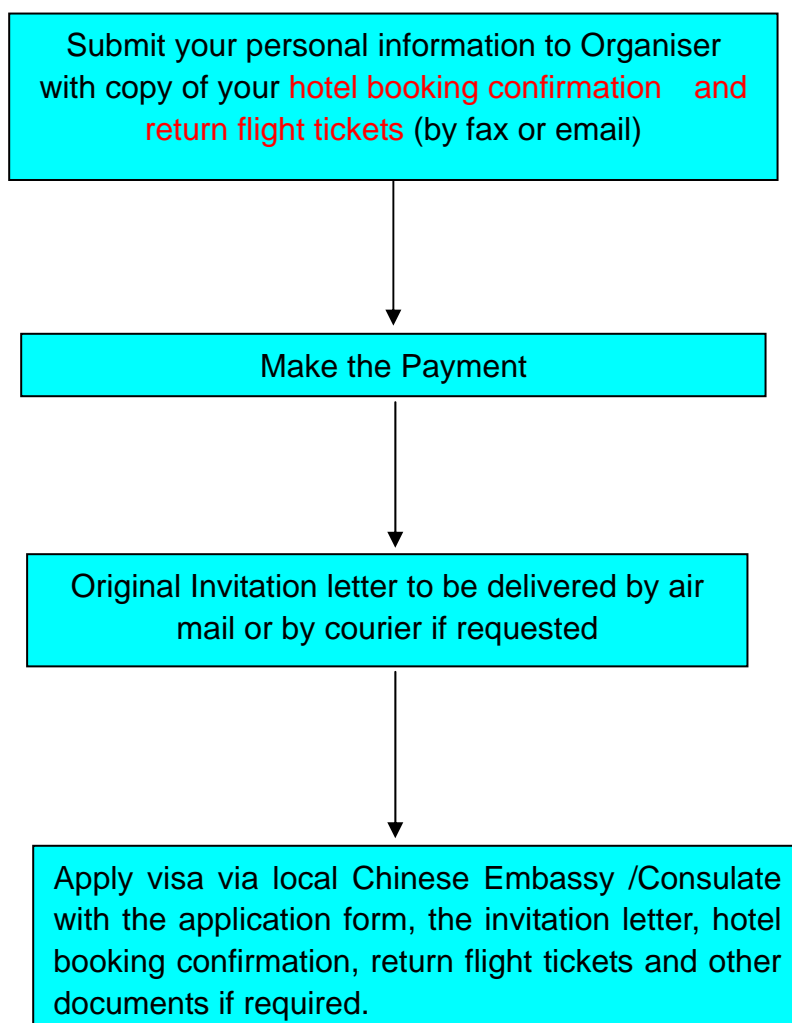 Submit your personal information to Organiser
with copy of your hotel booking confirmation and
return flight tickets (by fax or email)
Make the Payment
Original Invitation letter to be delivered by air
mail or by courier if requested
Apply visa via local Chinese Embassy /Consulate
with the application form, the invitation letter, hotel
booking confirmation, return flight tickets and other
documents if required.